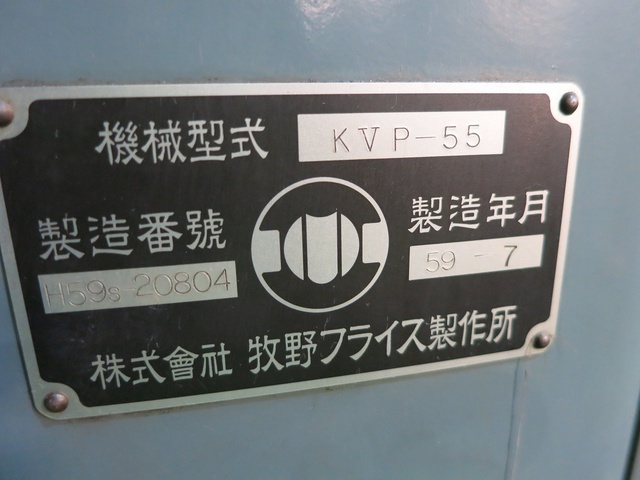 機械型式 KVP-55
製造番號 製造年月
H59s-20804 59-7
株式會社 牧野フライス製作所